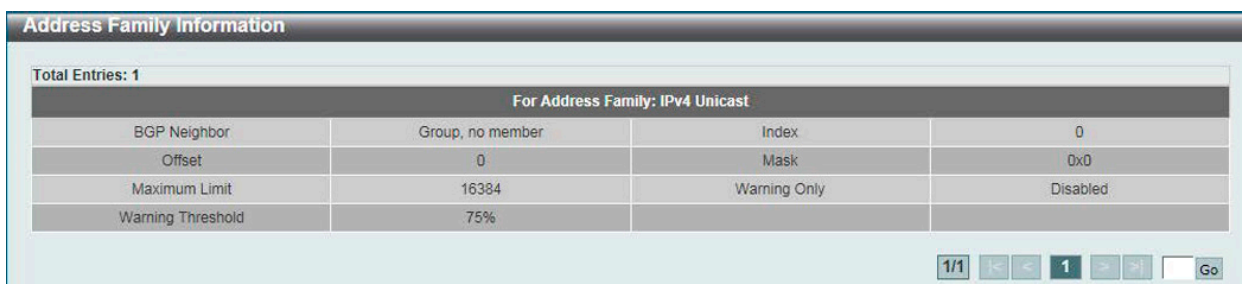 Address Family Information
Total Entries: 1
For Address Family: IPv4 Unicast
BGP Neighbor Group, no member Index 0
Offset 0 Mask 0x0
Maximum Limit 16384 Warning Only Disabled
Warning Threshold 75%
1/1 |< < 1 > >| Go